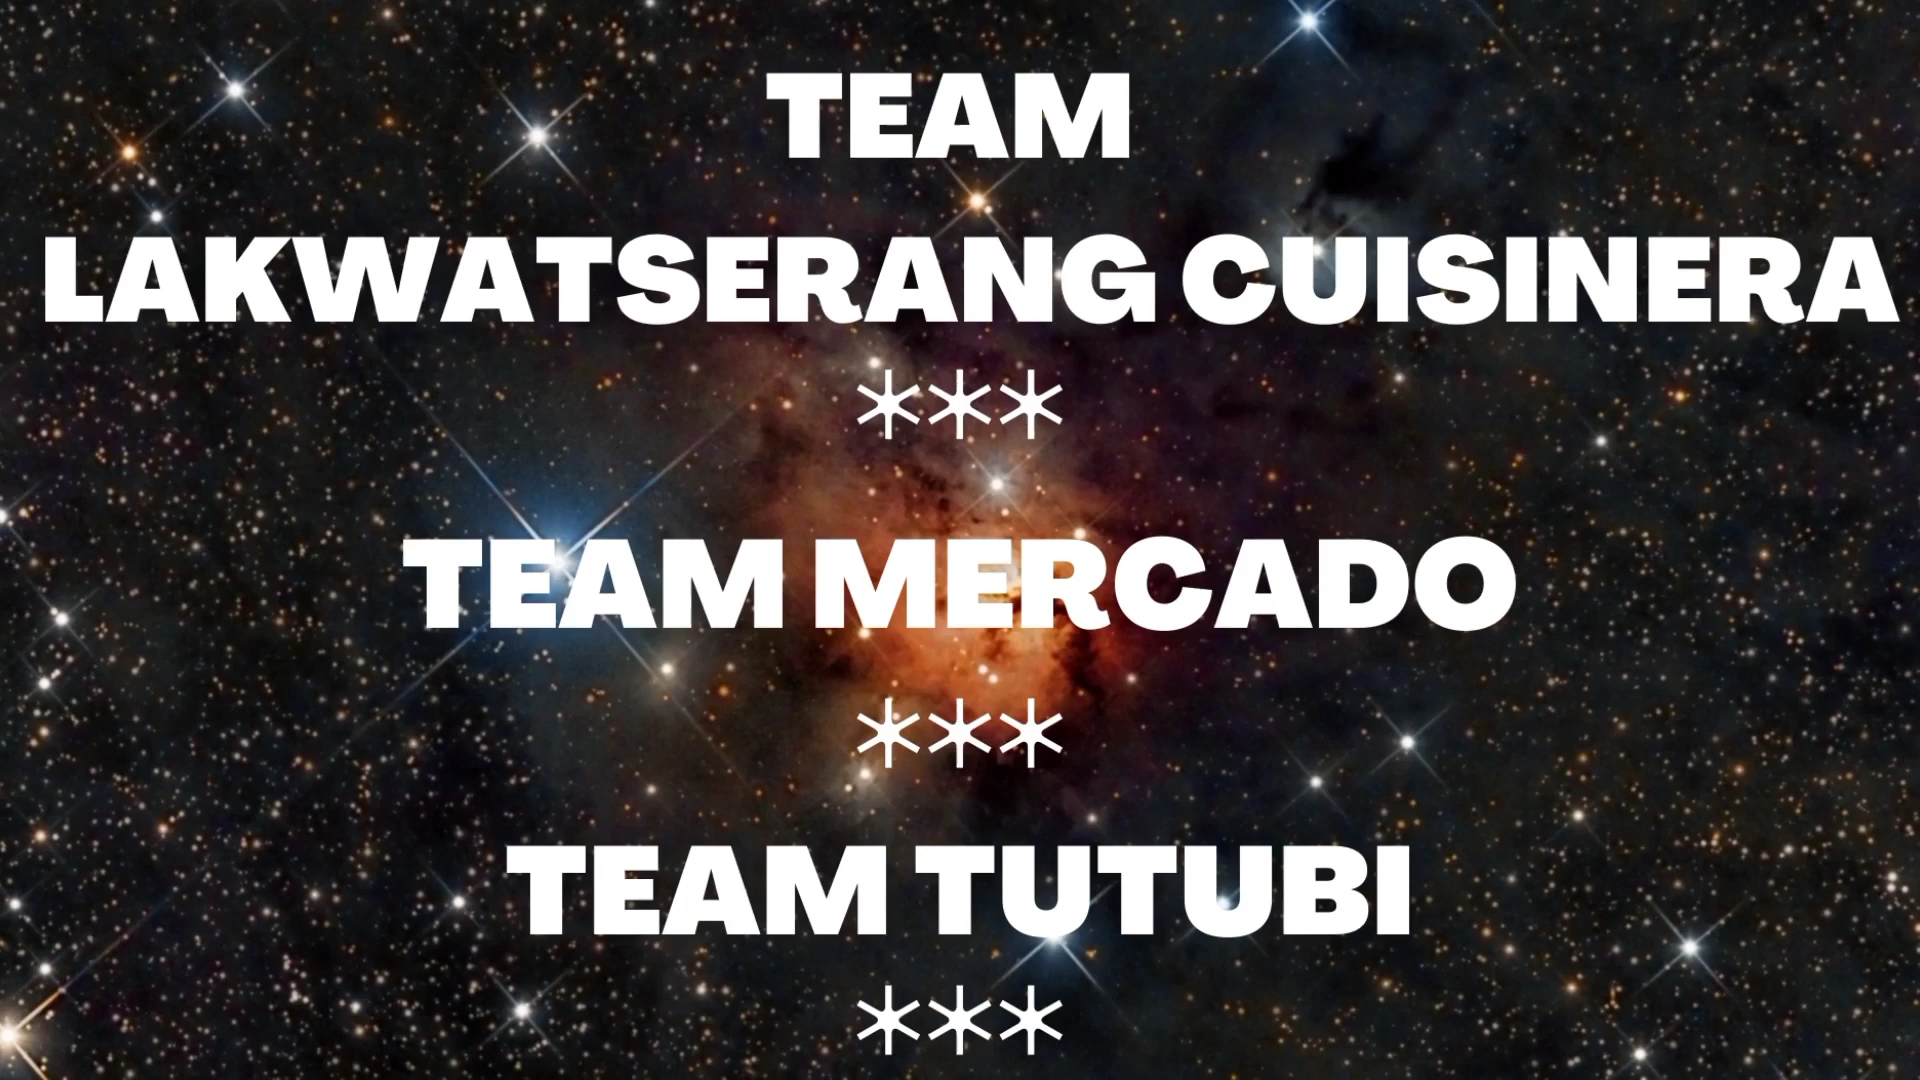 TEAM
LAKWATSERANG CUISINERA
***
TEAM MERCADO
***
TEAM TUTUBI
***